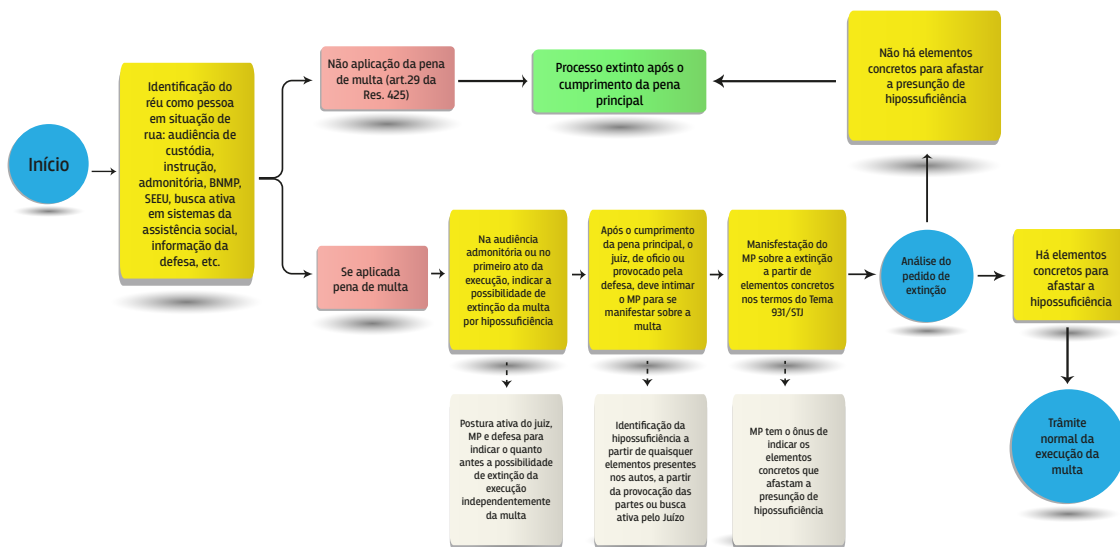 Início
Identificação do
réu como pessoa
em situação de
rua: audiência de
custódia,
instrução,
admonitória, BNMP,
SEEU, busca ativa
em sistemas da
assistência social,
informação da
defesa, etc.
Não aplicação da pena
de multa (art.29 da
Res. 425)
Processo extinto após o
cumprimento da pena
principal
Não há elementos
concretos para afastar
a presunção de
hipossuficiência
Se aplicada
pena de multa
Na audiência
admonitória ou no
primeiro ato da
execução, indicar a
possibilidade de
extinção da multa
por hipossuficiência
Após o cumprimento
da pena principal, o
juiz, de oficio ou
provocado pela
defesa, deve intimar
o MP para se
manifestar sobre a
multa
Manisfestação do
MP sobre a extinção
a partir de
elementos concretos
nos termos do Tema
931/STJ
Análise do
pedido de
extinção
Há elementos
concretos para
afastar a
hipossuficiência
Postura ativa do juiz,
MP e defesa para
indicar o quanto
antes a possibilidade
de extinção da
execução
independentemente
da multa
Identificação da
hipossuficiência a
partir de quaisquer
elementos presentes
nos autos, a partir
da provocação das
partes ou busca
ativa pelo Juízo
MP tem o ônus de
indicar os
elementos
concretos que
afastam a
presunção de
hipossuficiência
Trâmite
normal da
execução da
multa